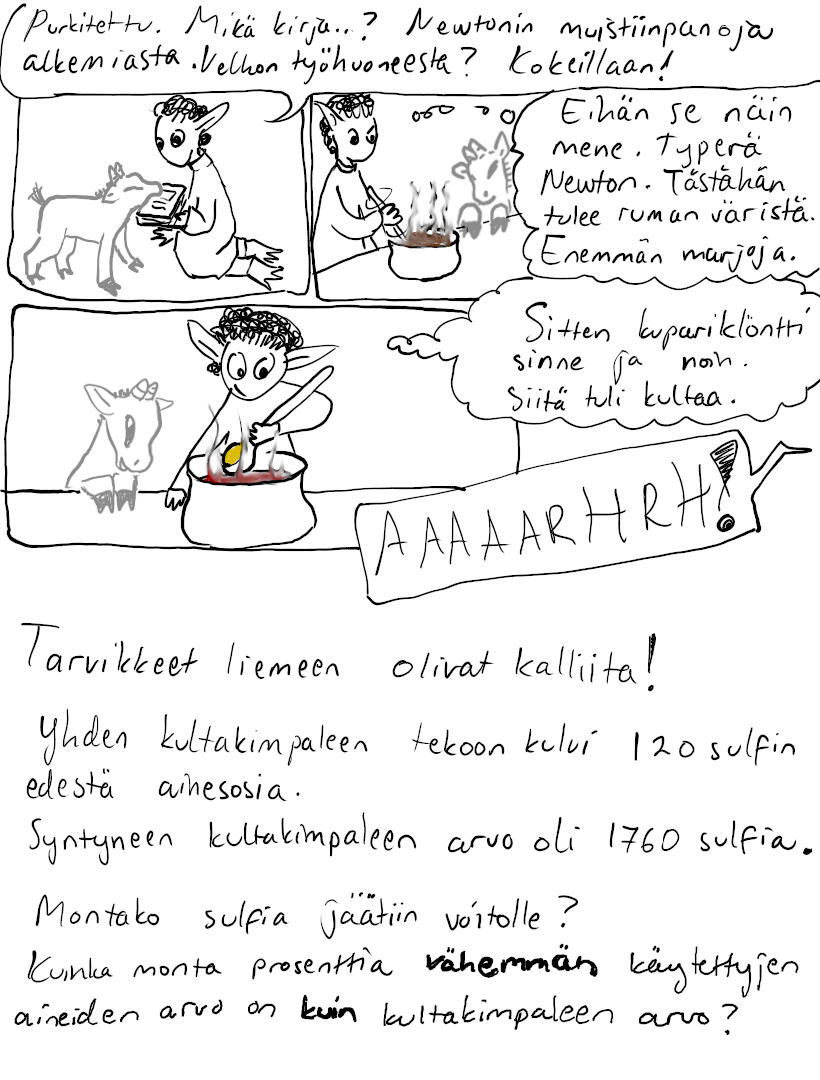 Purkitettu. Mikä kirja..? Newtonin muistiinpanoja
alkemiasta. Velhon työhuoneesta? Kokeillaan!
Eihän se näin
mene. Typerä
Newton. Tästähän
tulee ruman väristä.
Enemmän marjoja.
Sitten kupariklöntti
sinne ja noin.
Siitä tuli kultaa.
AAAAARHRH!
Tarvikkeet liemeen olivat kalliita!
Yhden kultakimpaleen tekoon kului 120 sulfin
edestä ainesosia.
Syntyneen kultakimpaleen arvo oli 1760 sulfia.
Montako sulfia jäätiin voitolle?
Kuinka monta prosenttia vähemmän käytettyjen
aineiden arvo on kuin kultakimpaleen arvo?